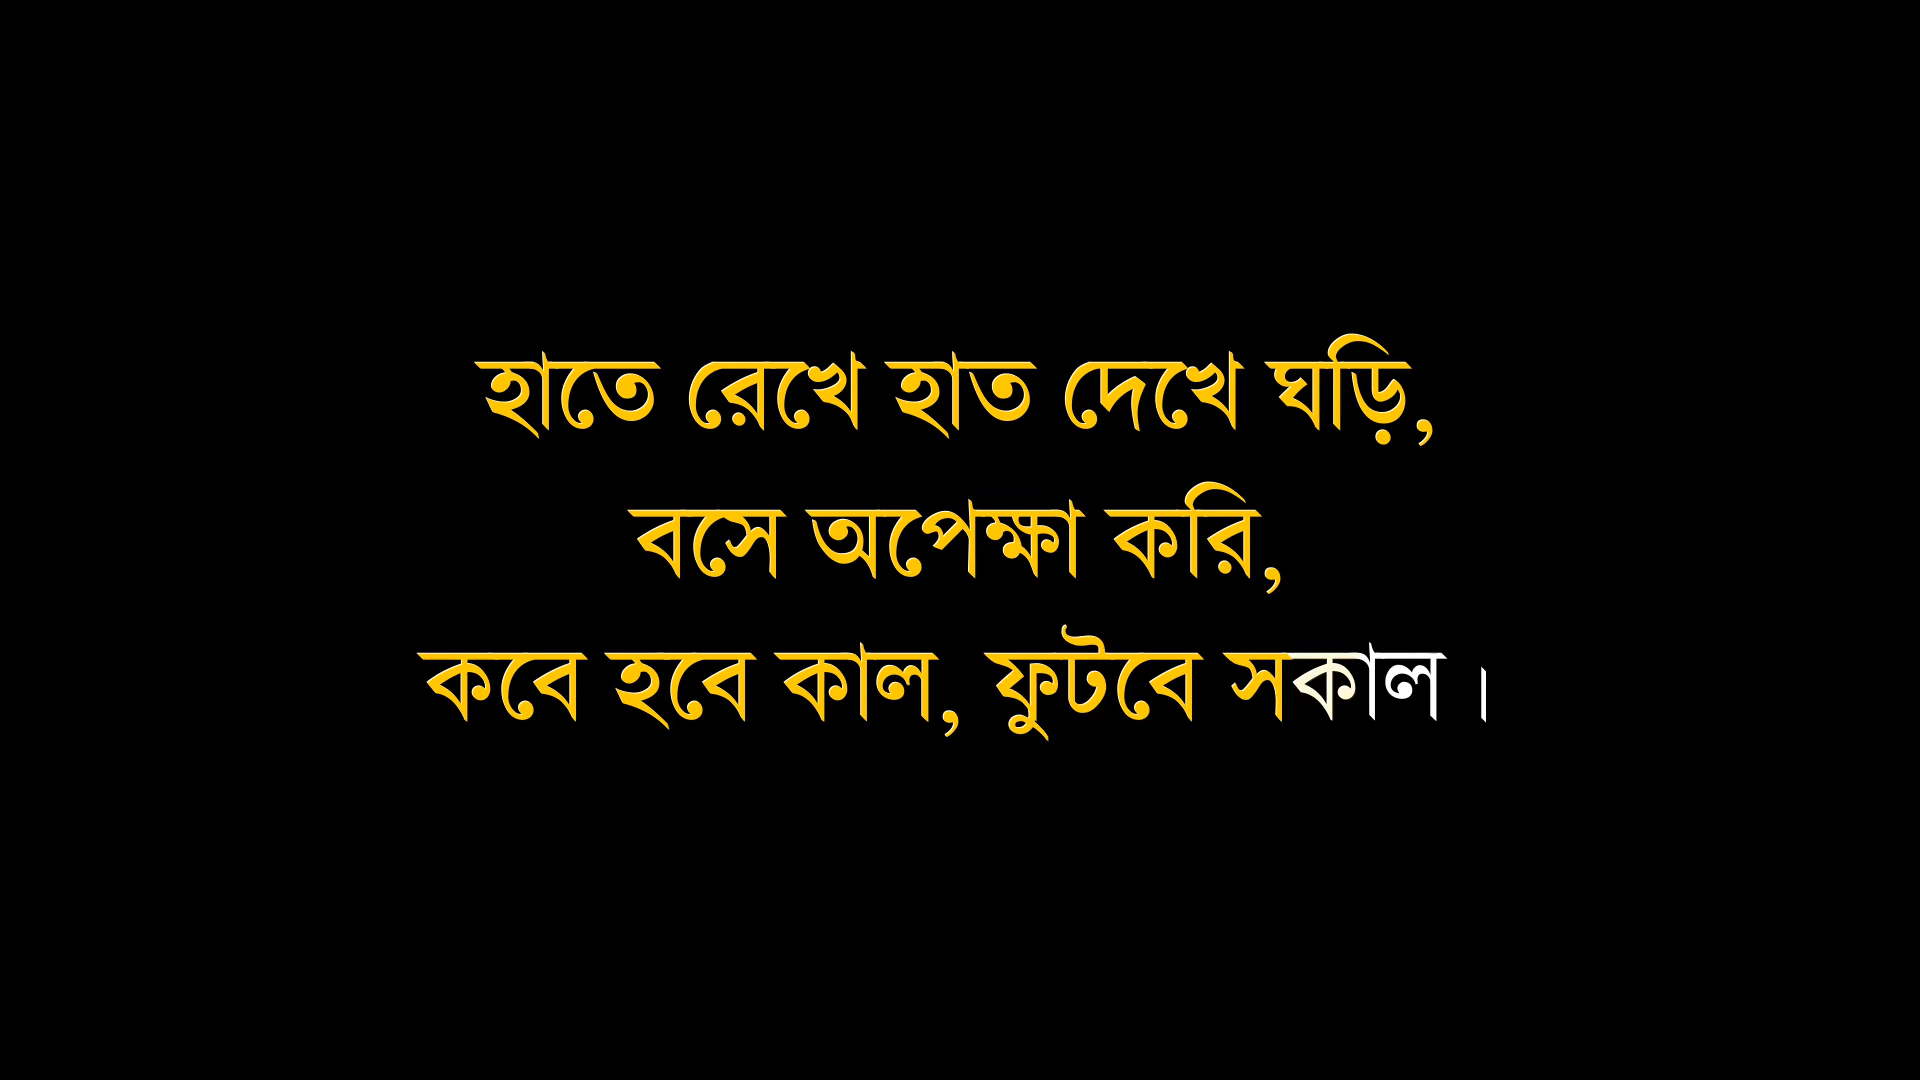 হাতে রেখে হাত দেখে ঘড়ি,
বসে অপেক্ষা করি,
কবে হবে কাল, ফুটবে সকাল।